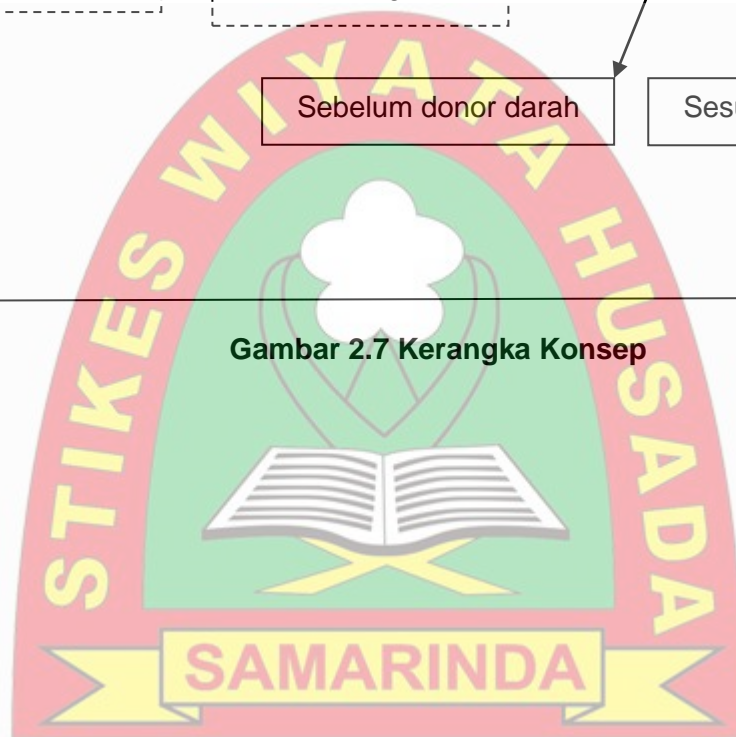 Sebelum donor darah
Gambar 2.7 Kerangka Konsep
STIKES WIYATA HUSADA
SAMARINDA